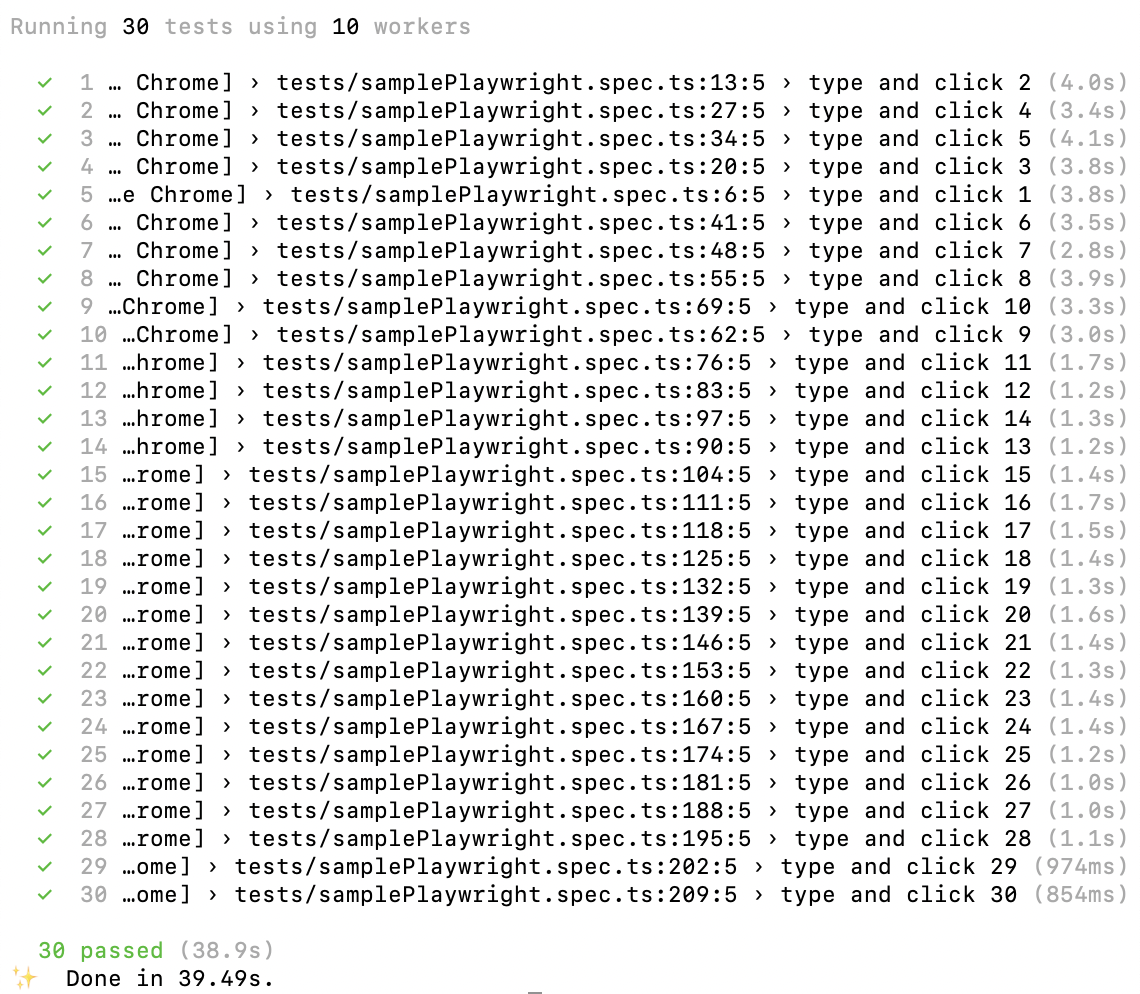 Running 30 tests using 10 workers
✓ 1 … Chrome] › tests/samplePlaywright.spec.ts:13:5 › type and click 2 (4.0s)
✓ 2 … Chrome] › tests/samplePlaywright.spec.ts:27:5 › type and click 4 (3.4s)
✓ 3 … Chrome] › tests/samplePlaywright.spec.ts:34:5 › type and click 5 (4.1s)
✓ 4 … Chrome] › tests/samplePlaywright.spec.ts:20:5 › type and click 3 (3.8s)
✓ 5 …e Chrome] › tests/samplePlaywright.spec.ts:6:5 › type and click 1 (3.8s)
✓ 6 … Chrome] › tests/samplePlaywright.spec.ts:41:5 › type and click 6 (3.5s)
✓ 7 … Chrome] › tests/samplePlaywright.spec.ts:48:5 › type and click 7 (2.8s)
✓ 8 … Chrome] › tests/samplePlaywright.spec.ts:55:5 › type and click 8 (3.9s)
✓ 9 …Chrome] › tests/samplePlaywright.spec.ts:69:5 › type and click 10 (3.3s)
✓ 10 …Chrome] › tests/samplePlaywright.spec.ts:62:5 › type and click 9 (3.0s)
✓ 11 …hrome] › tests/samplePlaywright.spec.ts:76:5 › type and click 11 (1.7s)
✓ 12 …hrome] › tests/samplePlaywright.spec.ts:83:5 › type and click 12 (1.2s)
✓ 13 …hrome] › tests/samplePlaywright.spec.ts:97:5 › type and click 14 (1.3s)
✓ 14 …hrome] › tests/samplePlaywright.spec.ts:90:5 › type and click 13 (1.2s)
✓ 15 …rome] › tests/samplePlaywright.spec.ts:104:5 › type and click 15 (1.4s)
✓ 16 …rome] › tests/samplePlaywright.spec.ts:111:5 › type and click 16 (1.7s)
✓ 17 …rome] › tests/samplePlaywright.spec.ts:118:5 › type and click 17 (1.5s)
✓ 18 …rome] › tests/samplePlaywright.spec.ts:125:5 › type and click 18 (1.4s)
✓ 19 …rome] › tests/samplePlaywright.spec.ts:132:5 › type and click 19 (1.3s)
✓ 20 …rome] › tests/samplePlaywright.spec.ts:139:5 › type and click 20 (1.6s)
✓ 21 …rome] › tests/samplePlaywright.spec.ts:146:5 › type and click 21 (1.4s)
✓ 22 …rome] › tests/samplePlaywright.spec.ts:153:5 › type and click 22 (1.3s)
✓ 23 …rome] › tests/samplePlaywright.spec.ts:160:5 › type and click 23 (1.4s)
✓ 24 …rome] › tests/samplePlaywright.spec.ts:167:5 › type and click 24 (1.4s)
✓ 25 …rome] › tests/samplePlaywright.spec.ts:174:5 › type and click 25 (1.2s)
✓ 26 …rome] › tests/samplePlaywright.spec.ts:181:5 › type and click 26 (1.0s)
✓ 27 …rome] › tests/samplePlaywright.spec.ts:188:5 › type and click 27 (1.0s)
✓ 28 …rome] › tests/samplePlaywright.spec.ts:195:5 › type and click 28 (1.1s)
✓ 29 …ome] › tests/samplePlaywright.spec.ts:202:5 › type and click 29 (974ms)
✓ 30 …ome] › tests/samplePlaywright.spec.ts:209:5 › type and click 30 (854ms)
30 passed (38.9s)
✨ Done in 39.49s.